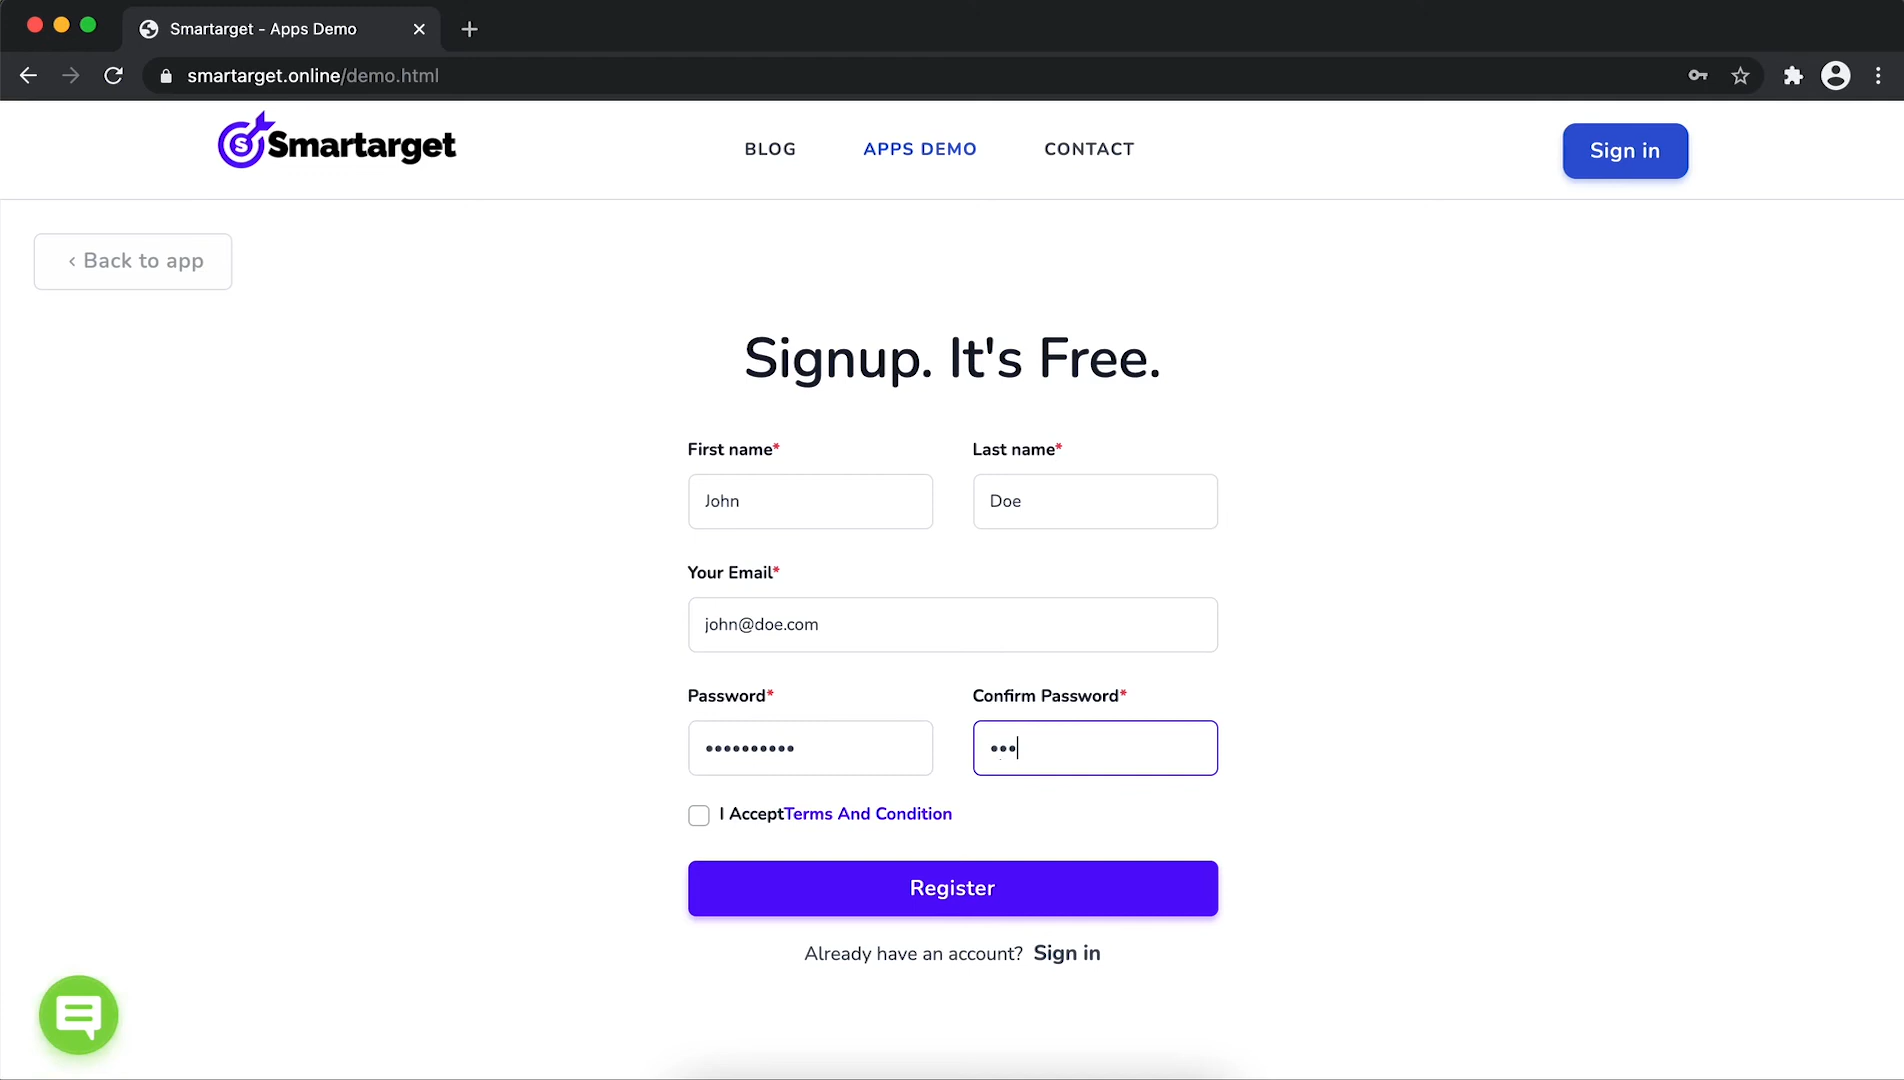 Smartarget - Apps Demo
smartarget.online/demo.html
Smartarget
BLOG
APPS DEMO
CONTACT
Sign in
‹ Back to app
Signup. It's Free.
First name*
Last name*
John
Doe
Your Email*
john@doe.com
Password*
Confirm Password*
••••••••••
•••
I AcceptTerms And Condition
Register
Already have an account? Sign in